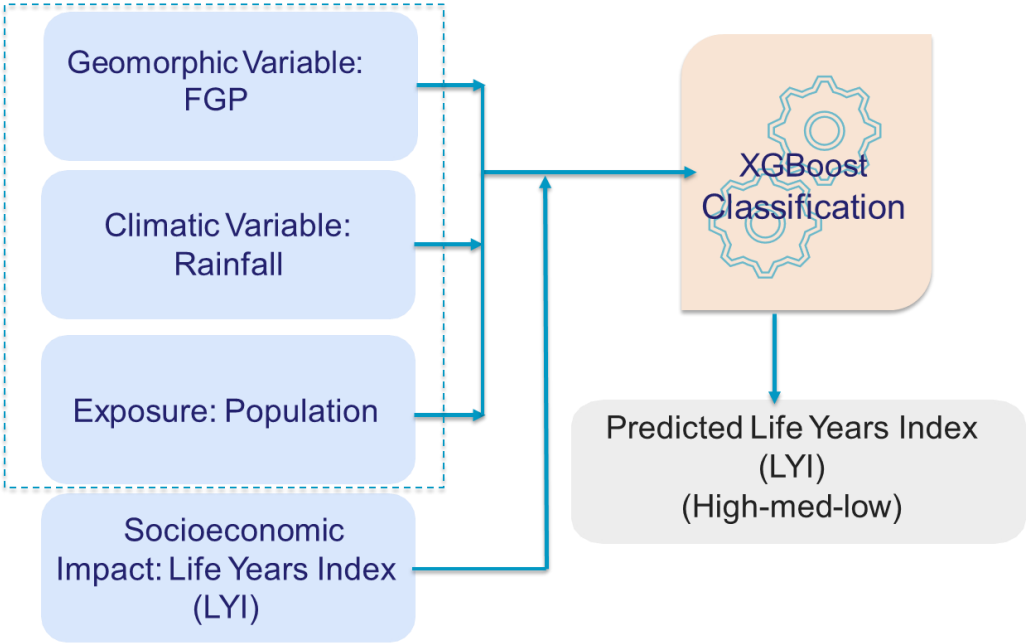 Geomorphic Variable:
FGP
Climatic Variable:
Rainfall
Exposure: Population
Socioeconomic
Impact: Life Years Index
(LYI)
XGBoost
Classification
Predicted Life Years Index
(LYI)
(High-med-low)